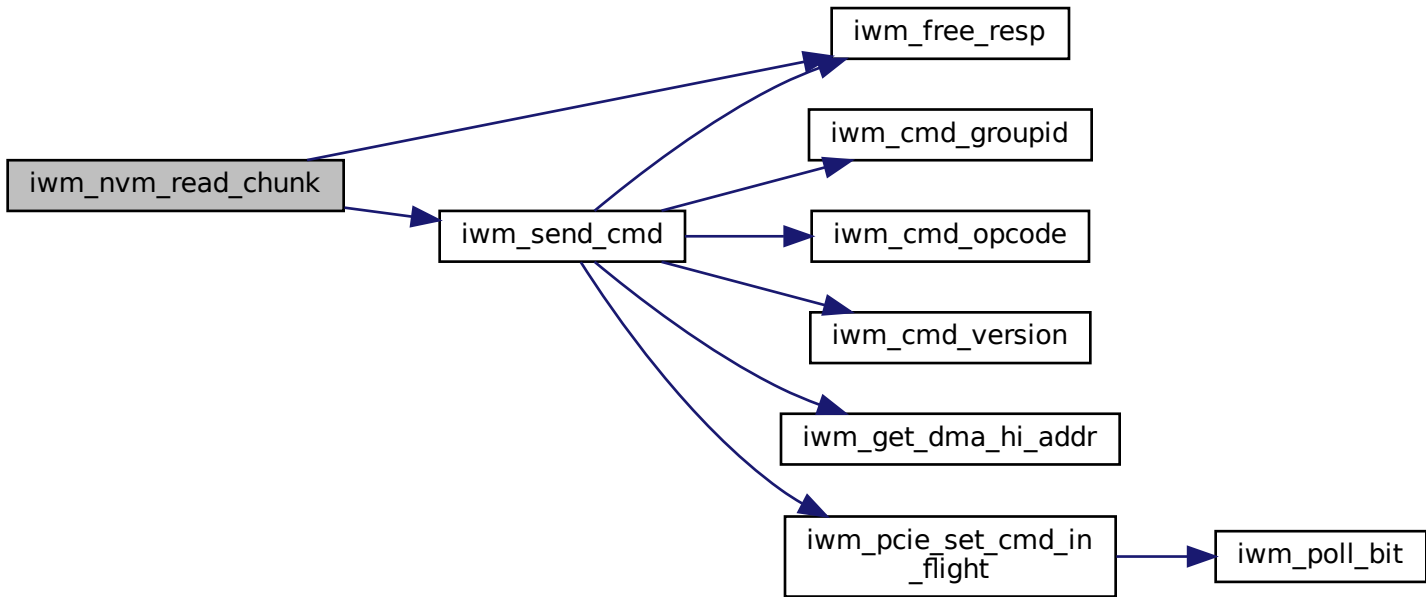 iwm_free_resp
iwm_cmd_groupid
iwm_nvm_read_chunk
iwm_send_cmd
iwm_cmd_opcode
iwm_cmd_version
iwm_get_dma_hi_addr
iwm_pcie_set_cmd_in
_flight
iwm_poll_bit